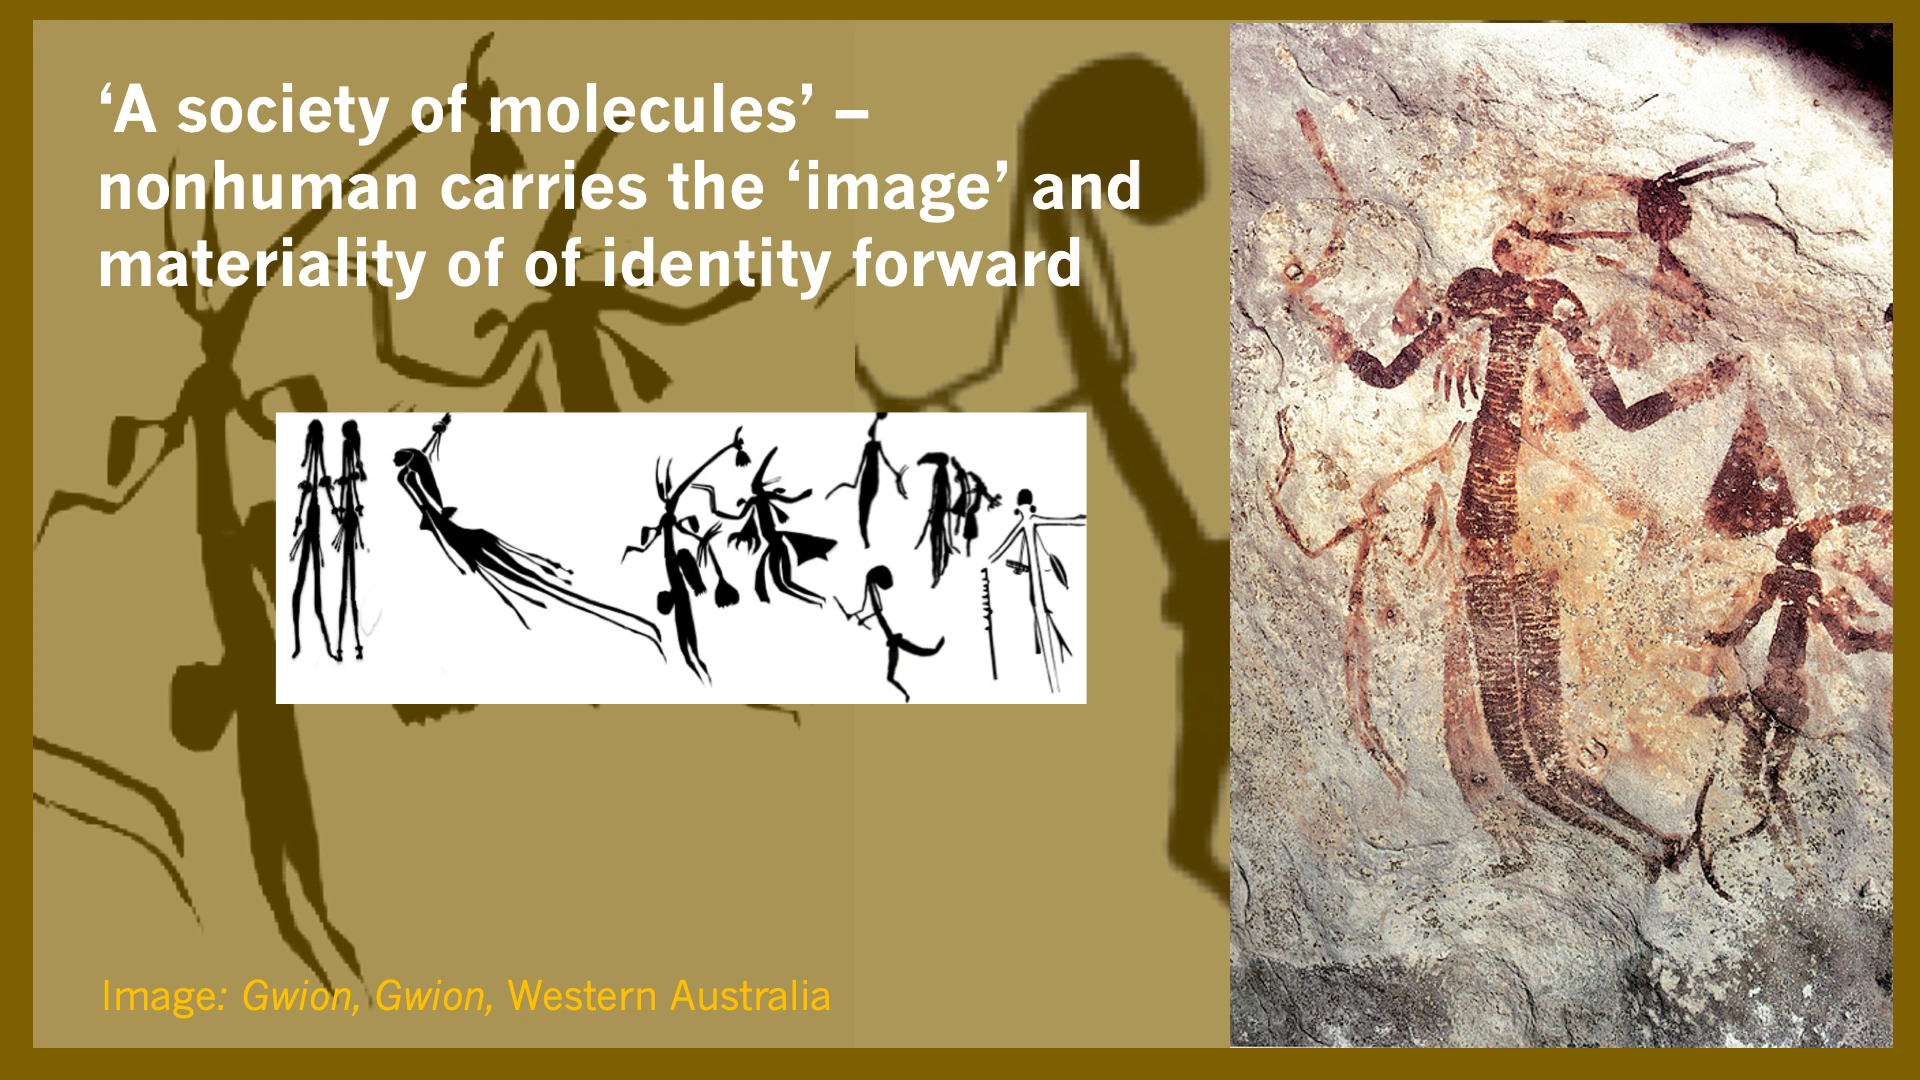 ‘A society of molecules’ –
nonhuman carries the ‘image’ and
materiality of of identity forward
Image: Gwion, Gwion, Western Australia